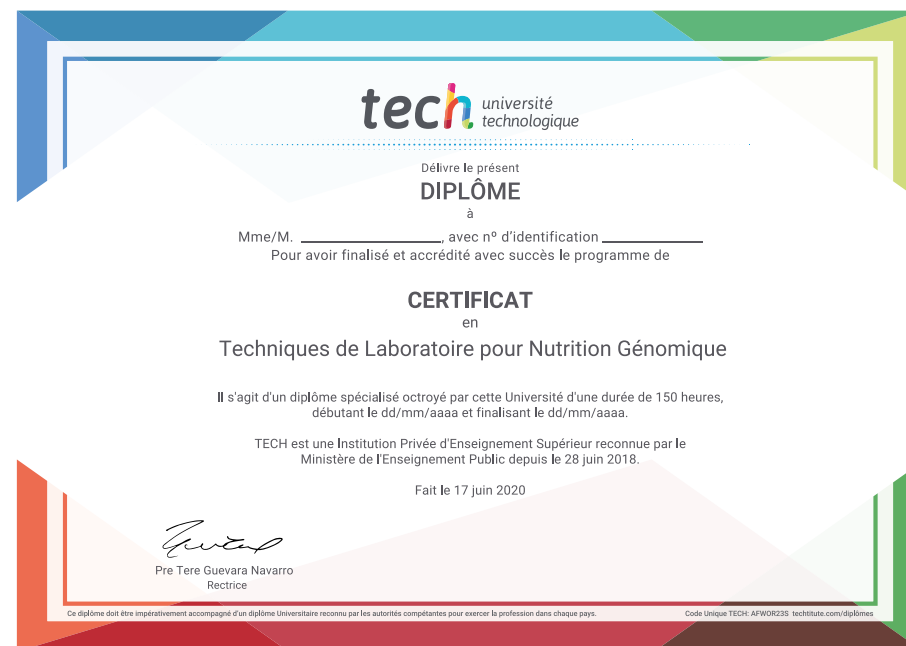 tech université
technologique
Délivre le présent
DIPLÔME
à
Mme/M. ____________________, avec nº d'identification ______________
Pour avoir finalisé et accrédité avec succès le programme de
CERTIFICAT
en
Techniques de Laboratoire pour Nutrition Génomique
Il s'agit d'un diplôme spécialisé octroyé par cette Université d'une durée de 150 heures,
débutant le dd/mm/aaaa et finalisant le dd/mm/aaaa.
TECH est une Institution Privée d'Enseignement Supérieur reconnue par le
Ministère de l'Enseignement Public depuis le 28 juin 2018.
Fait le 17 juin 2020
Pre Tere Guevara Navarro
Rectrice
Ce diplôme doit être impérativement accompagné d'un diplôme Universitaire reconnu par les autorités compétantes pour exercer la profession dans chaque pays.
Code Unique TECH: AFWOR23S techtitute.com/diplômes